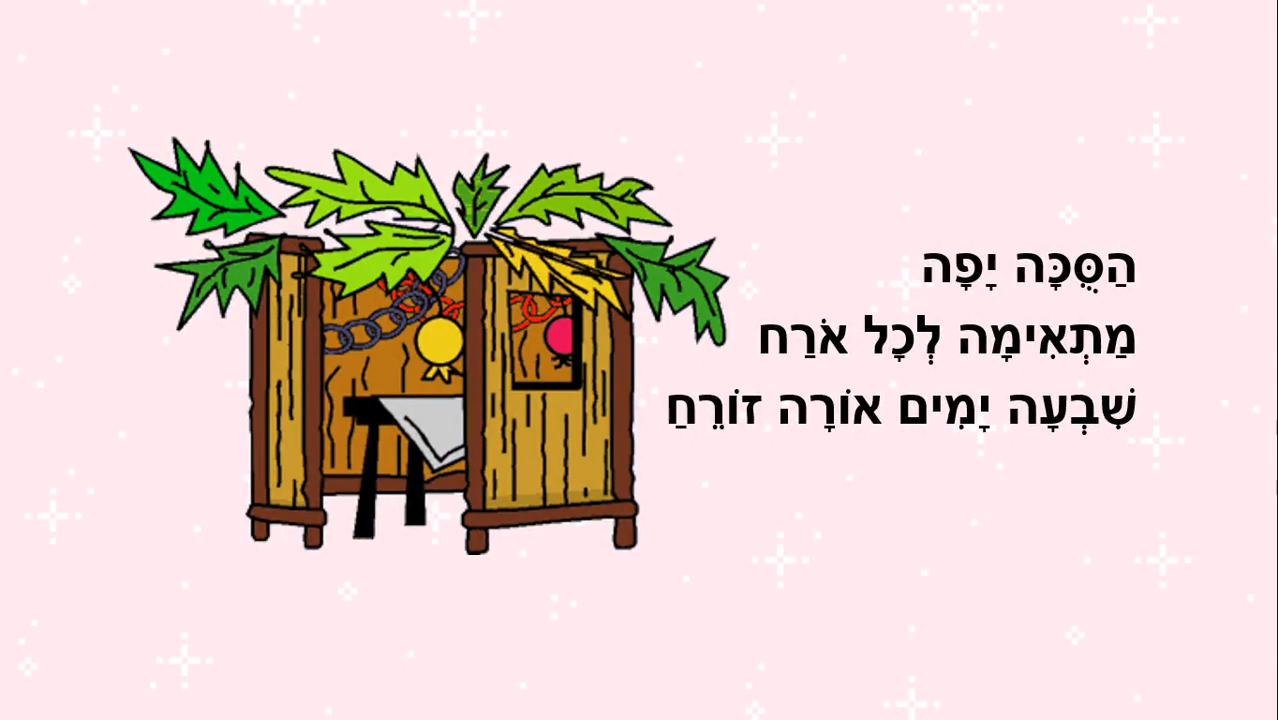 הַסֻּכָּה יָפָה
מַתְאִימָה לְכָל אֹרַח
שִׁבְעָה יָמִים אוֹרָה זוֹרֵחַ